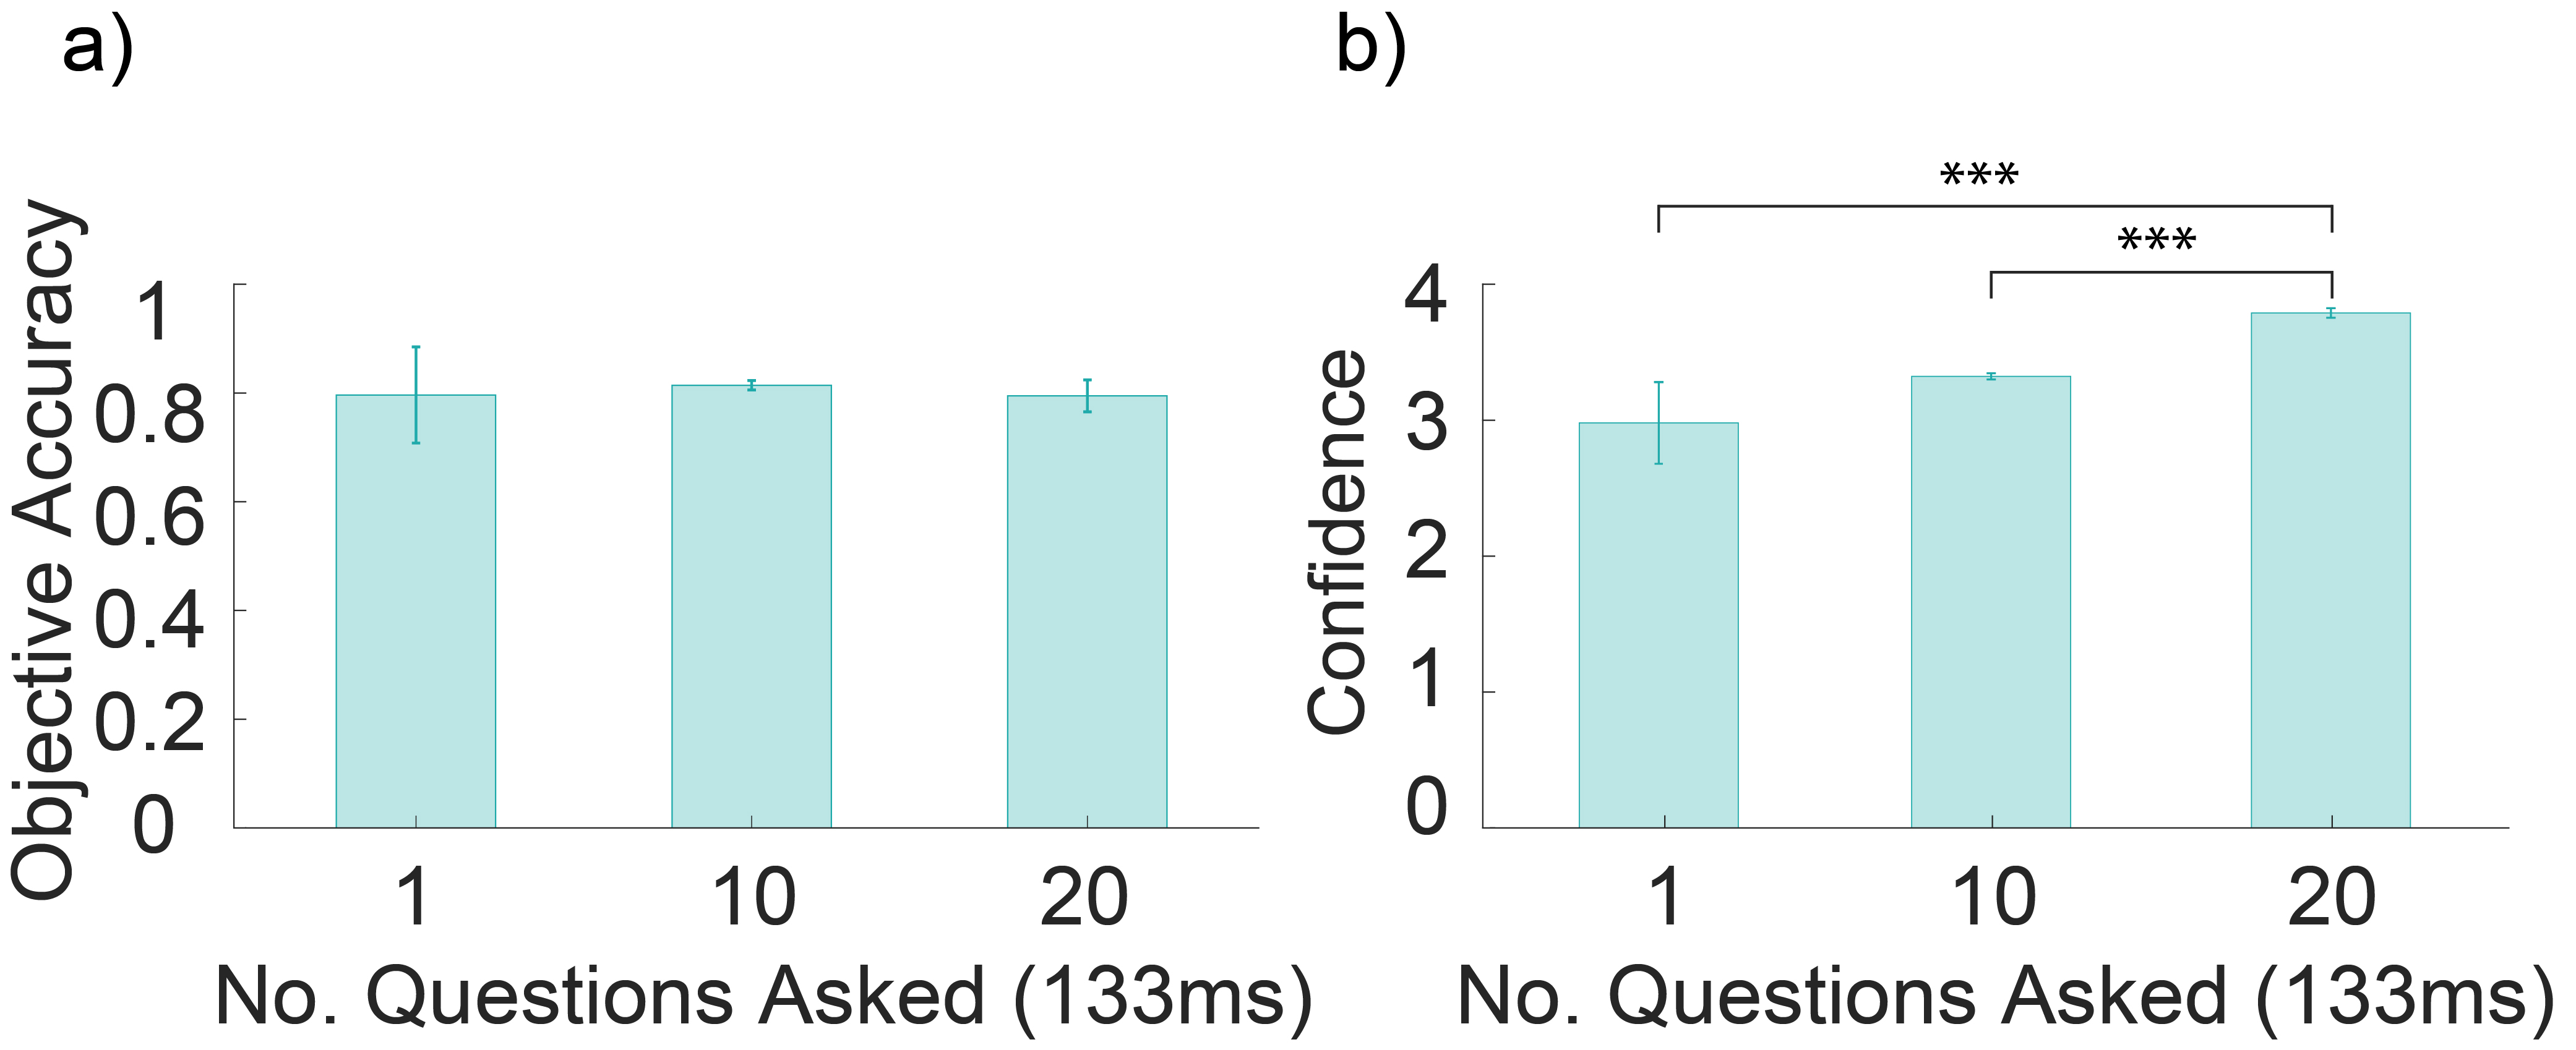 a)
Objective Accuracy
1
0.8
0.6
0.4
0.2
0
1 10 20
No. Questions Asked (133ms)
b)
***
***
Confidence
4
3
2
1
0
1 10 20
No. Questions Asked (133ms)